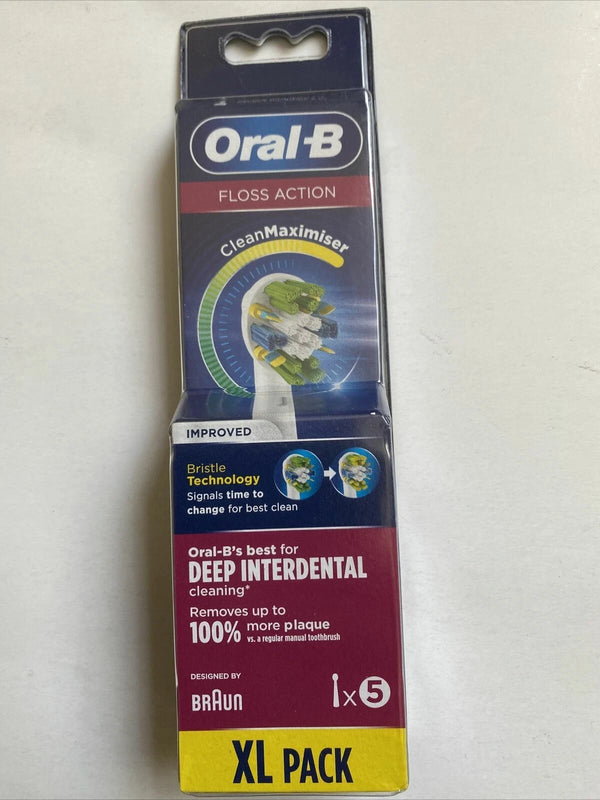 Oral-B
FLOSS ACTION
CleanMaximiser
IMPROVED
Bristle
Technology
Signals time to
change for best clean
Oral-B's best for
DEEP INTERDENTAL
cleaning*
Removes up to
100% more plaque
vs. a regular manual toothbrush
DESIGNED BY
BRAUN
x5
XL PACK